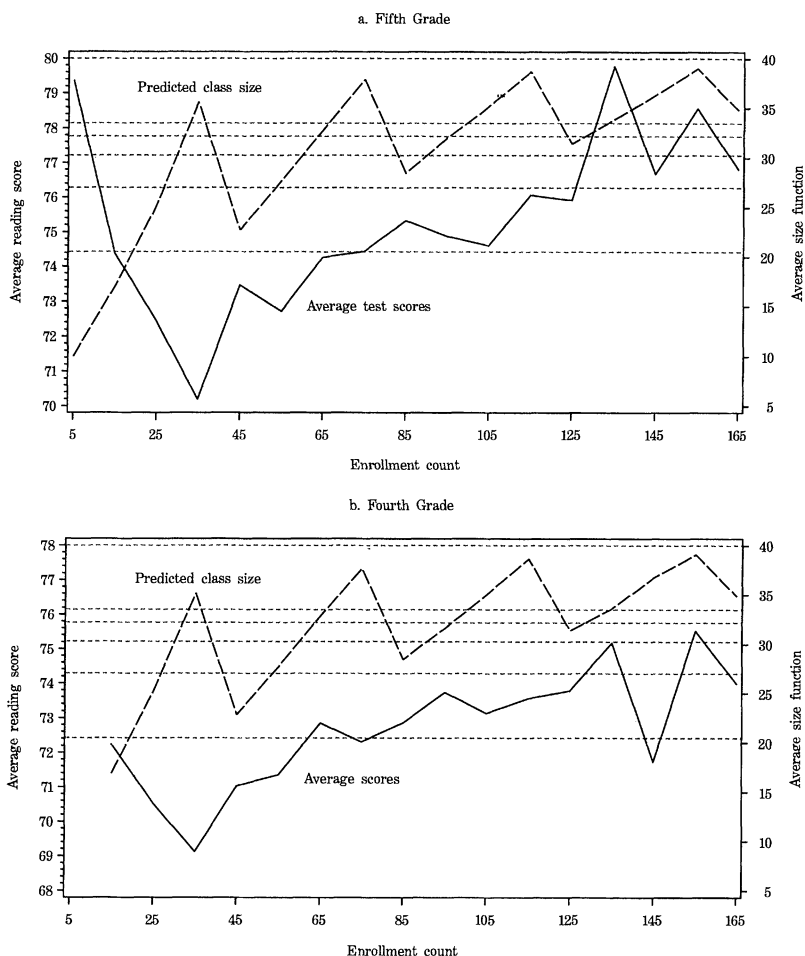 a. Fifth Grade
80
79
78
77
76
75
74
73
72
71
70
Average reading score
Predicted class size
Average test scores
40
35
30
25
20
15
10
5
Average size function
5 25 45 65 85 105 125 145 165
Enrollment count
b. Fourth Grade
78
77
76
75
74
73
72
71
70
69
68
Average reading score
Predicted class size
Average scores
40
35
30
25
20
15
10
5
Average size function
5 25 45 65 85 105 125 145 165
Enrollment count